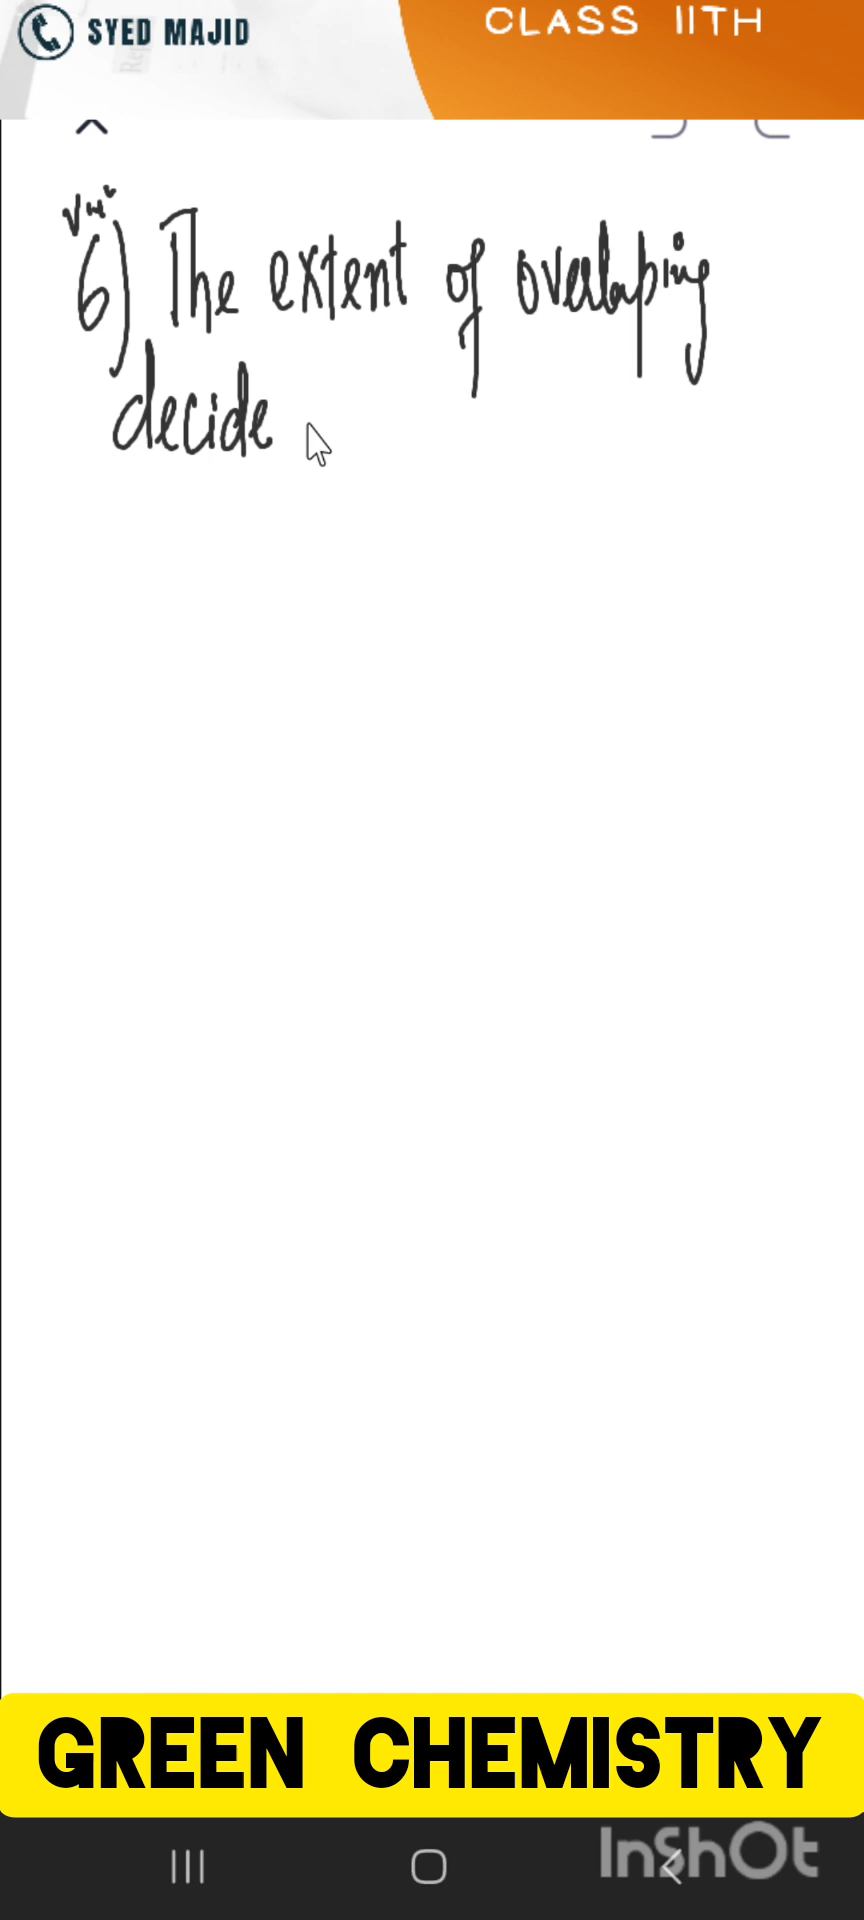 SYED MAJID
CLASS 11TH
6) The extent of overlaping
decide
GREEN CHEMISTRY
InShOt